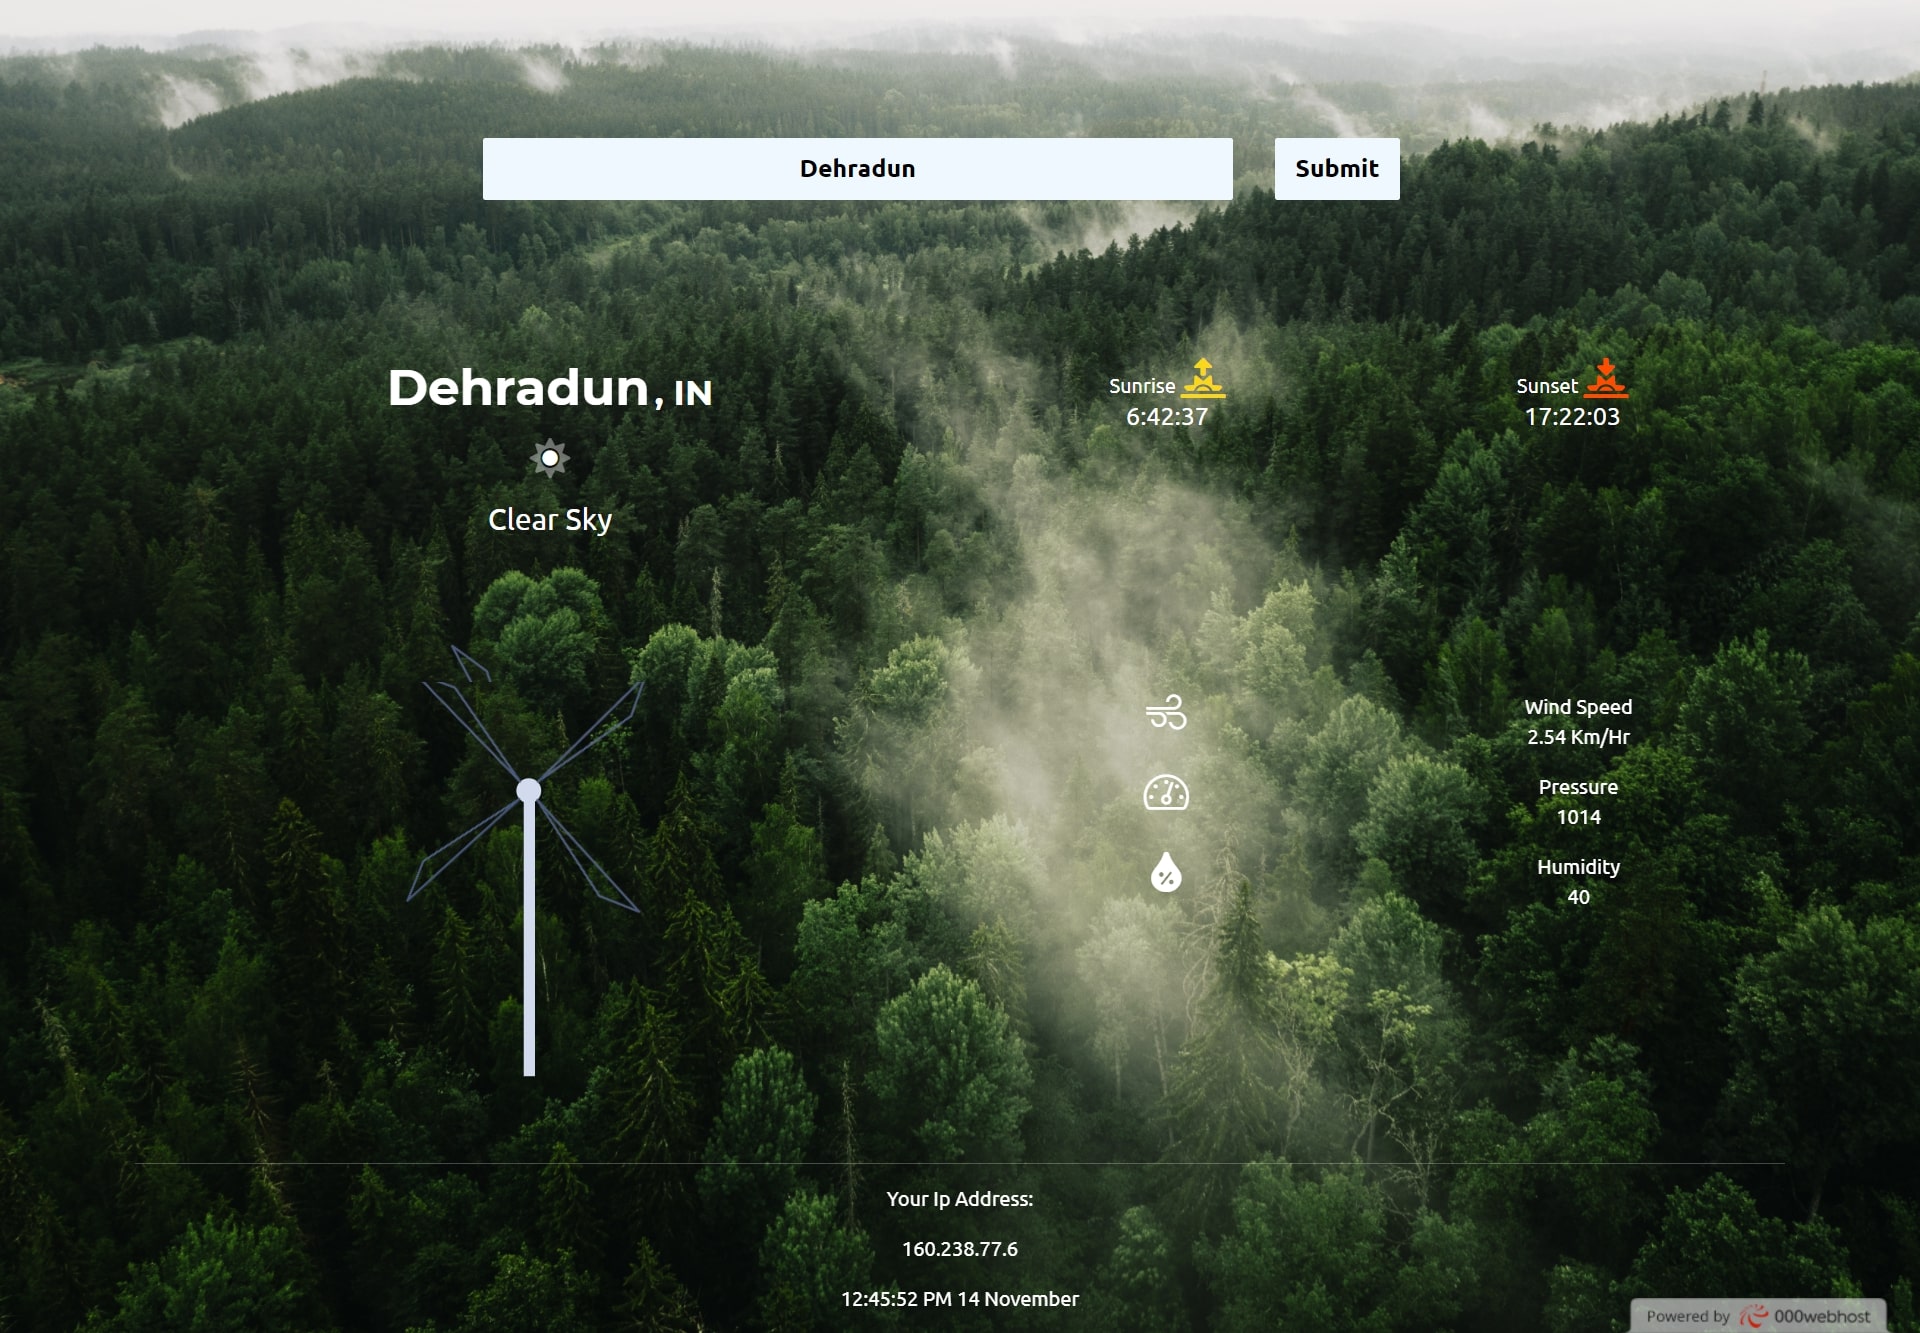 Dehradun
Submit
Dehradun, IN
Clear Sky
Sunrise
6:42:37
Sunset
17:22:03
Wind Speed
2.54 Km/Hr
Pressure
1014
Humidity
40
Your Ip Address:
160.238.77.6
12:45:52 PM 14 November
Powered by 000webhost